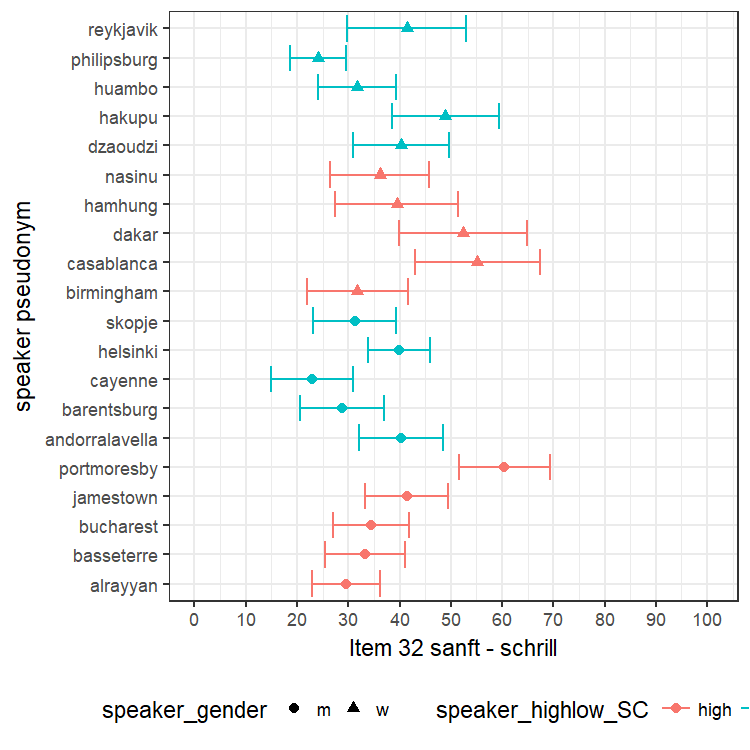 speaker pseudonym
reykjavik
philipsburg
huambo
hakupu
dzaoudzi
nasinu
hamhung
dakar
casablanca
birmingham
skopje
helsinki
cayenne
barentsburg
andorralavella
portmoresby
jamestown
bucharest
basseterre
alrayyan
0 10 20 30 40 50 60 70 80 90 100
Item 32 sanft - schrill
speaker_gender m w speaker_highlow_SC high